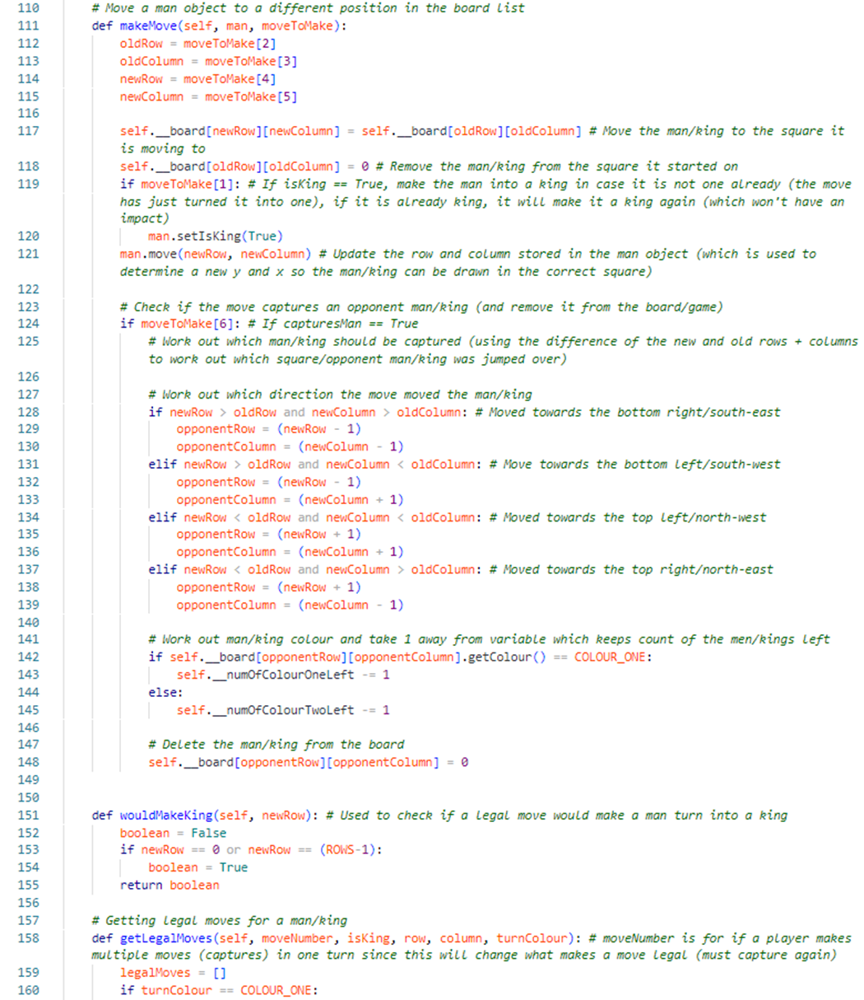 110 # Move a man object to a different position in the board list
111 def makeMove(self, man, moveToMake):
112 oldRow = moveToMake[2]
113 oldColumn = moveToMake[3]
114 newRow = moveToMake[4]
115 newColumn = moveToMake[5]
116
117 self.__board[newRow][newColumn] = self.__board[oldRow][oldColumn] # Move the man/king to the square it
is moving to
118 self.__board[oldRow][oldColumn] = 0 # Remove the man/king from the square it started on
119 if moveToMake[1]: # If isKing == True, make the man into a king in case it is not one already (the move
has just turned it into one), if it is already king, it will make it a king again (which won't have an
impact)
120 man.setIsKing(True)
121 man.move(newRow, newColumn) # Update the row and column stored in the man object (which is used to
determine a new y and x so the man/king can be drawn in the correct square)
122
123 # Check if the move captures an opponent man/king (and remove it from the board/game)
124 if moveToMake[6]: # If capturesMan == True
125 # Work out which man/king should be captured (using the difference of the new and old rows + columns
to work out which square/opponent man/king was jumped over)
126
127 # Work out which direction the move moved the man/king
128 if newRow > oldRow and newColumn > oldColumn: # Moved towards the bottom right/south-east
129 opponentRow = (newRow - 1)
130 opponentColumn = (newColumn - 1)
131 elif newRow > oldRow and newColumn < oldColumn: # Move towards the bottom left/south-west
132 opponentRow = (newRow - 1)
133 opponentColumn = (newColumn + 1)
134 elif newRow < oldRow and newColumn < oldColumn: # Moved towards the top left/north-west
135 opponentRow = (newRow + 1)
136 opponentColumn = (newColumn + 1)
137 elif newRow < oldRow and newColumn > oldColumn: # Moved towards the top right/north-east
138 opponentRow = (newRow + 1)
139 opponentColumn = (newColumn - 1)
140
141 # Work out man/king colour and take 1 away from variable which keeps count of the men/kings left
142 if self.__board[opponentRow][opponentColumn].getColour() == COLOUR_ONE:
143 self.__numOfColourOneLeft -= 1
144 else:
145 self.__numOfColourTwoLeft -= 1
146
147 # Delete the man/king from the board
148 self.__board[opponentRow][opponentColumn] = 0
149
150
151 def wouldMakeKing(self, newRow): # Used to check if a legal move would make a man turn into a king
152 boolean = False
153 if newRow == 0 or newRow == (ROWS-1):
154 boolean = True
155 return boolean
156
157 # Getting legal moves for a man/king
158 def getLegalMoves(self, moveNumber, isKing, row, column, turnColour): # moveNumber is for if a player makes
multiple moves (captures) in one turn since this will change what makes a move legal (must capture again)
159 legalMoves = []
160 if turnColour == COLOUR_ONE: